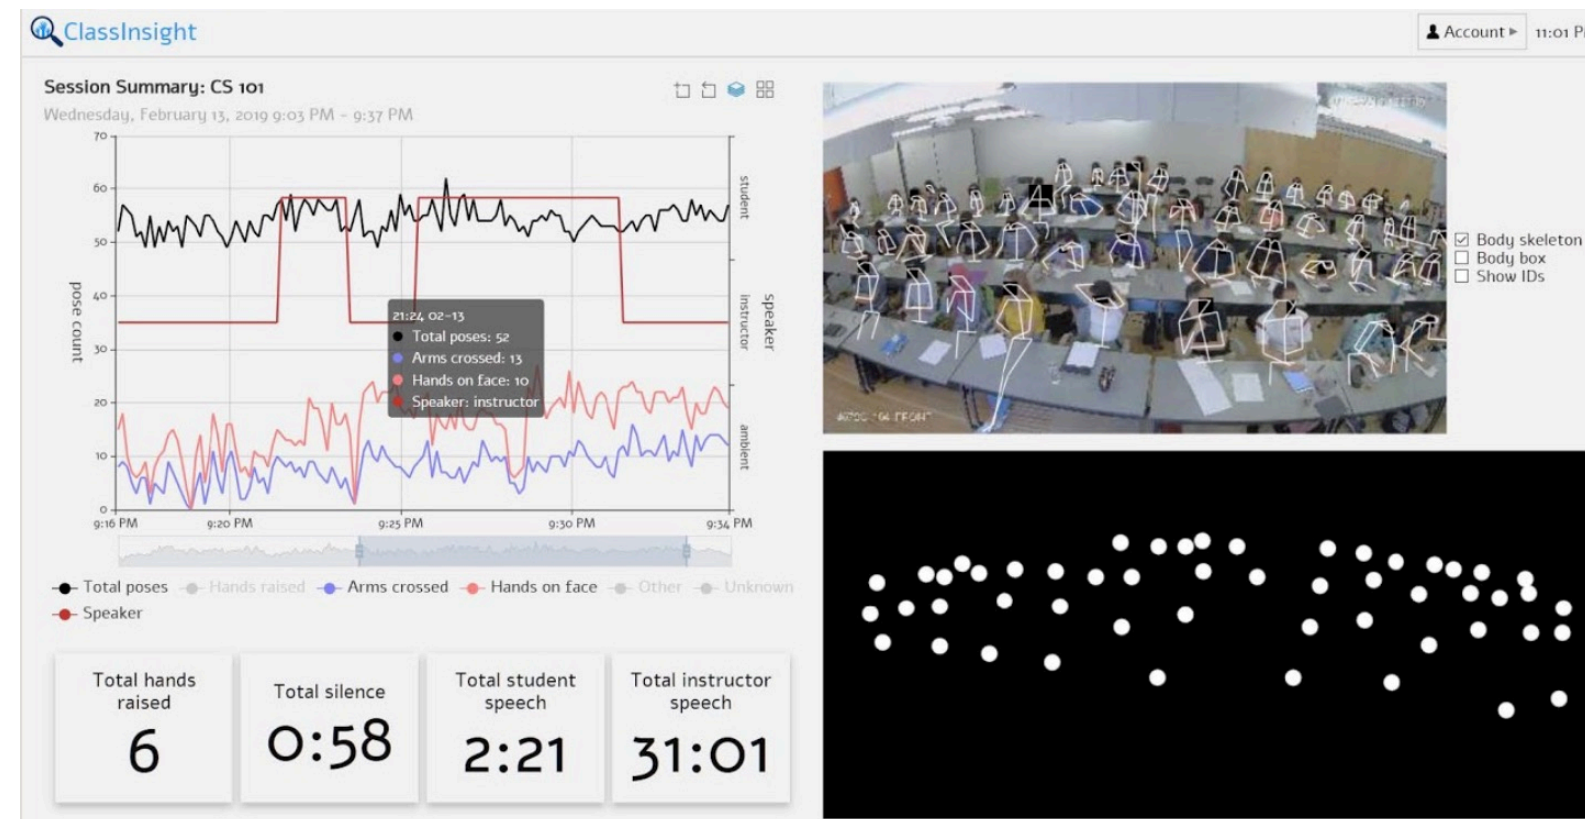 ClassInsight
Account ▸
11:01 P
Session Summary: CS 101
Wednesday, February 13, 2019 9:03 PM - 9:37 PM
70
60
50
40
30
20
10
0
pose count
student
instructor
ambient
speaker
21:24 02-13
Total poses: 52
Arms crossed: 13
Hands on face: 10
Speaker: instructor
9:16 PM 9:20 PM 9:25 PM 9:30 PM 9:34 PM
Total poses Hands raised Arms crossed Hands on face Other Unknown
Speaker
Total hands
raised
6
Total silence
0:58
Total student
speech
2:21
Total instructor
speech
31:01
Body skeleton
Body box
Show IDs
FRONT